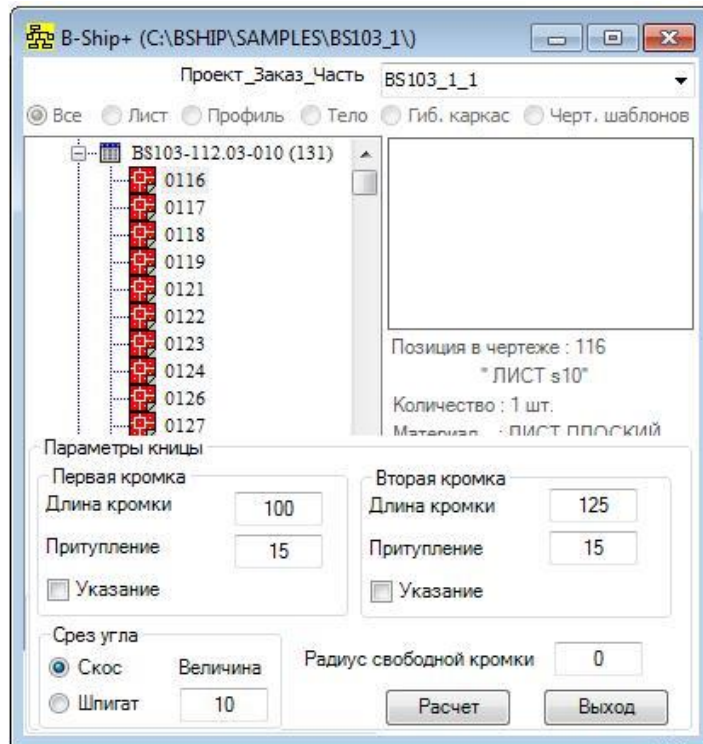 B-Ship+ (C:\BSHIP\SAMPLES\BS103_1\)
Проект_Заказ_Часть BS103_1_1
Все Лист Профиль Тело Гиб. каркас Черт. шаблонов
BS103-112.03-010 (131)
0116
0117
0118
0119
0121
0122
0123
0124
0126
0127
Позиция в чертеже : 116
" ЛИСТ s10"
Количество : 1 шт.
Материал : ЛИСТ ПЛОСКИЙ
Параметры кницы
Первая кромка
Длина кромки 100
Притупление 15
Указание
Вторая кромка
Длина кромки 125
Притупление 15
Указание
Срез угла
Скос Величина
Шпигат 10
Радиус свободной кромки 0
Расчет Выход